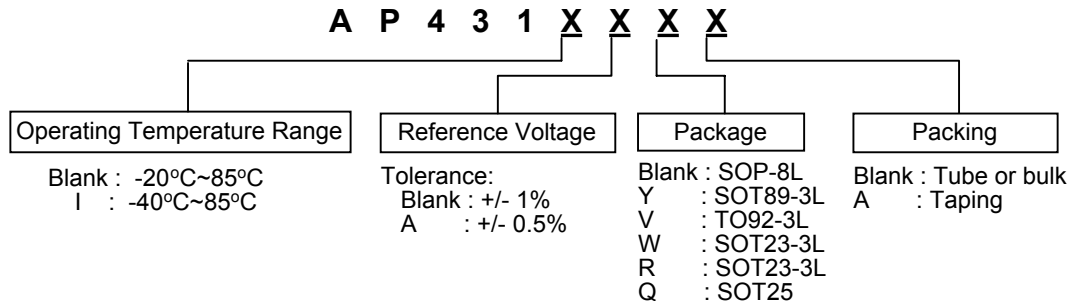 A P 4 3 1 X X X X
Operating Temperature Range
Blank : -20°C~85°C
I : -40°C~85°C
Reference Voltage
Tolerance:
Blank : +/- 1%
A : +/- 0.5%
Package
Blank : SOP-8L
Y : SOT89-3L
V : TO92-3L
W : SOT23-3L
R : SOT23-3L
Q : SOT25
Packing
Blank : Tube or bulk
A : Taping